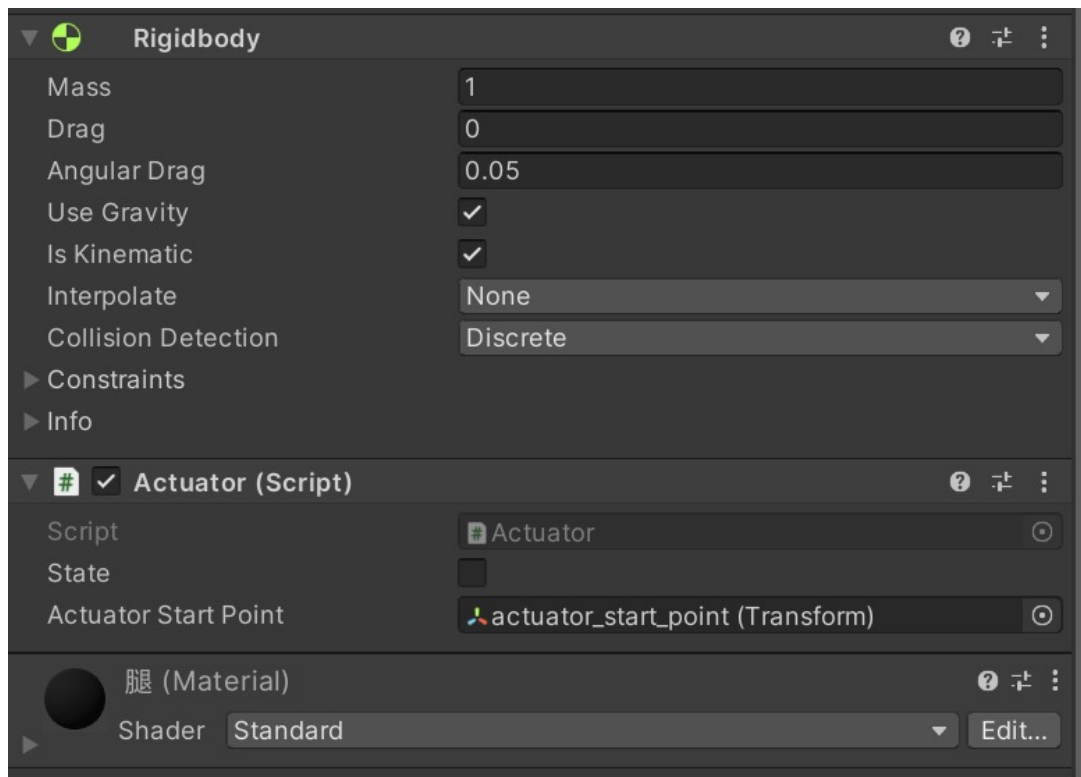 Rigidbody
Mass 1
Drag 0
Angular Drag 0.05
Use Gravity
Is Kinematic
Interpolate None
Collision Detection Discrete
Constraints
Info
# Actuator (Script)
Script # Actuator
State
Actuator Start Point actuator_start_point (Transform)
腿 (Material)
Shader Standard Edit...